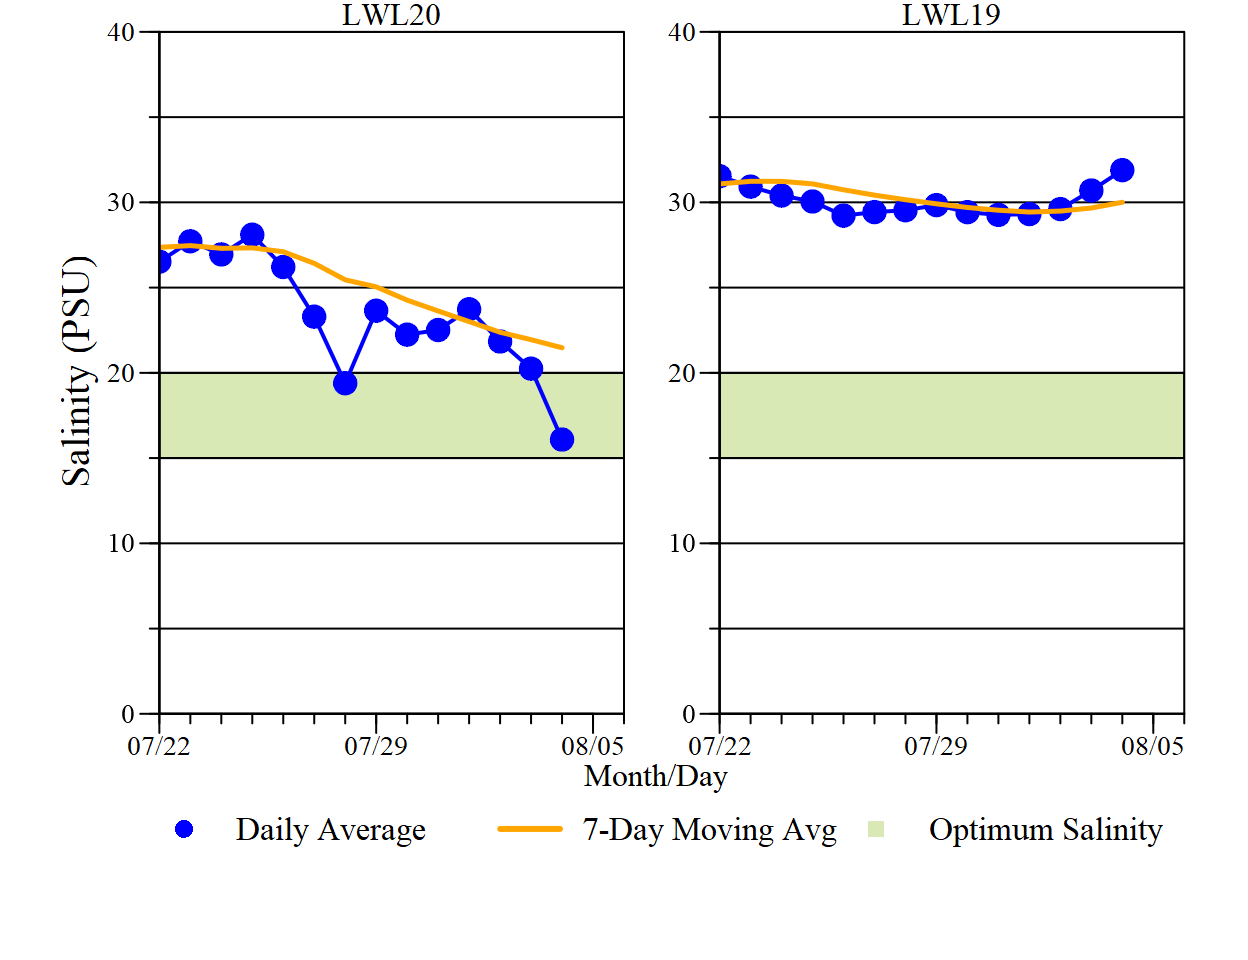 LWL20 LWL19
40 40
30 30
20 20
10 10
0 0
Salinity (PSU)
07/22 07/29 08/05 07/22 07/29 08/05
Month/Day
Daily Average 7-Day Moving Avg Optimum Salinity